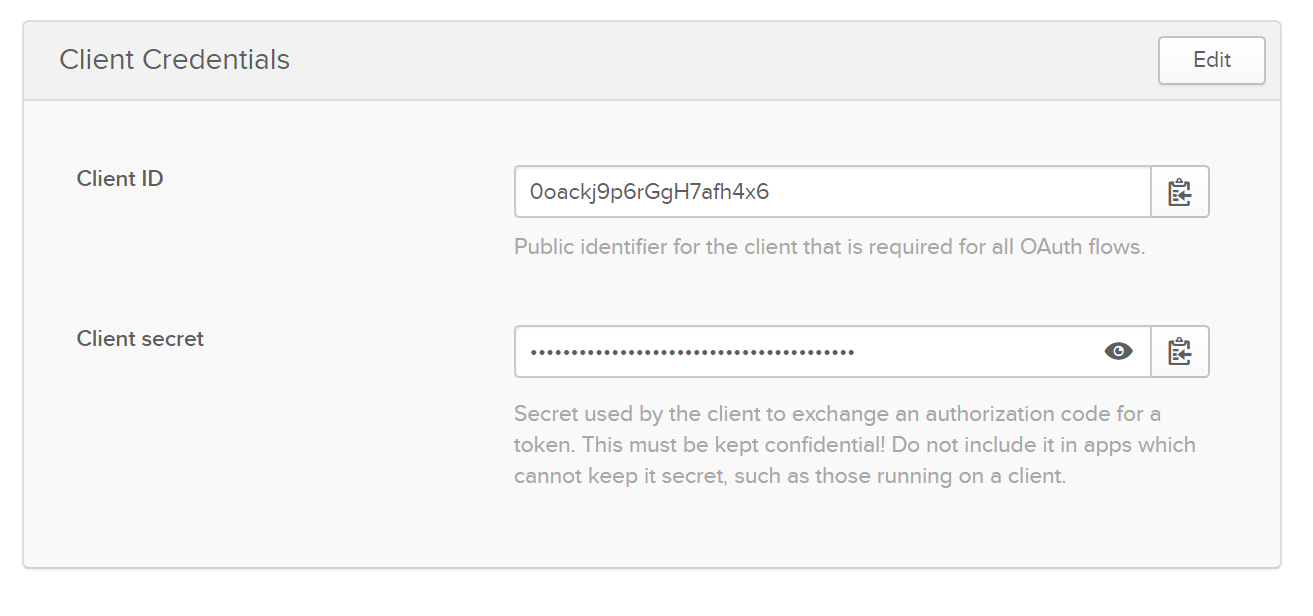 Client Credentials
Edit
Client ID
0oackj9p6rGgH7afh4x6
Public identifier for the client that is required for all OAuth flows.
Client secret
••••••••••••••••••••••••••••••••••••••••
Secret used by the client to exchange an authorization code for a
token. This must be kept confidential! Do not include it in apps which
cannot keep it secret, such as those running on a client.